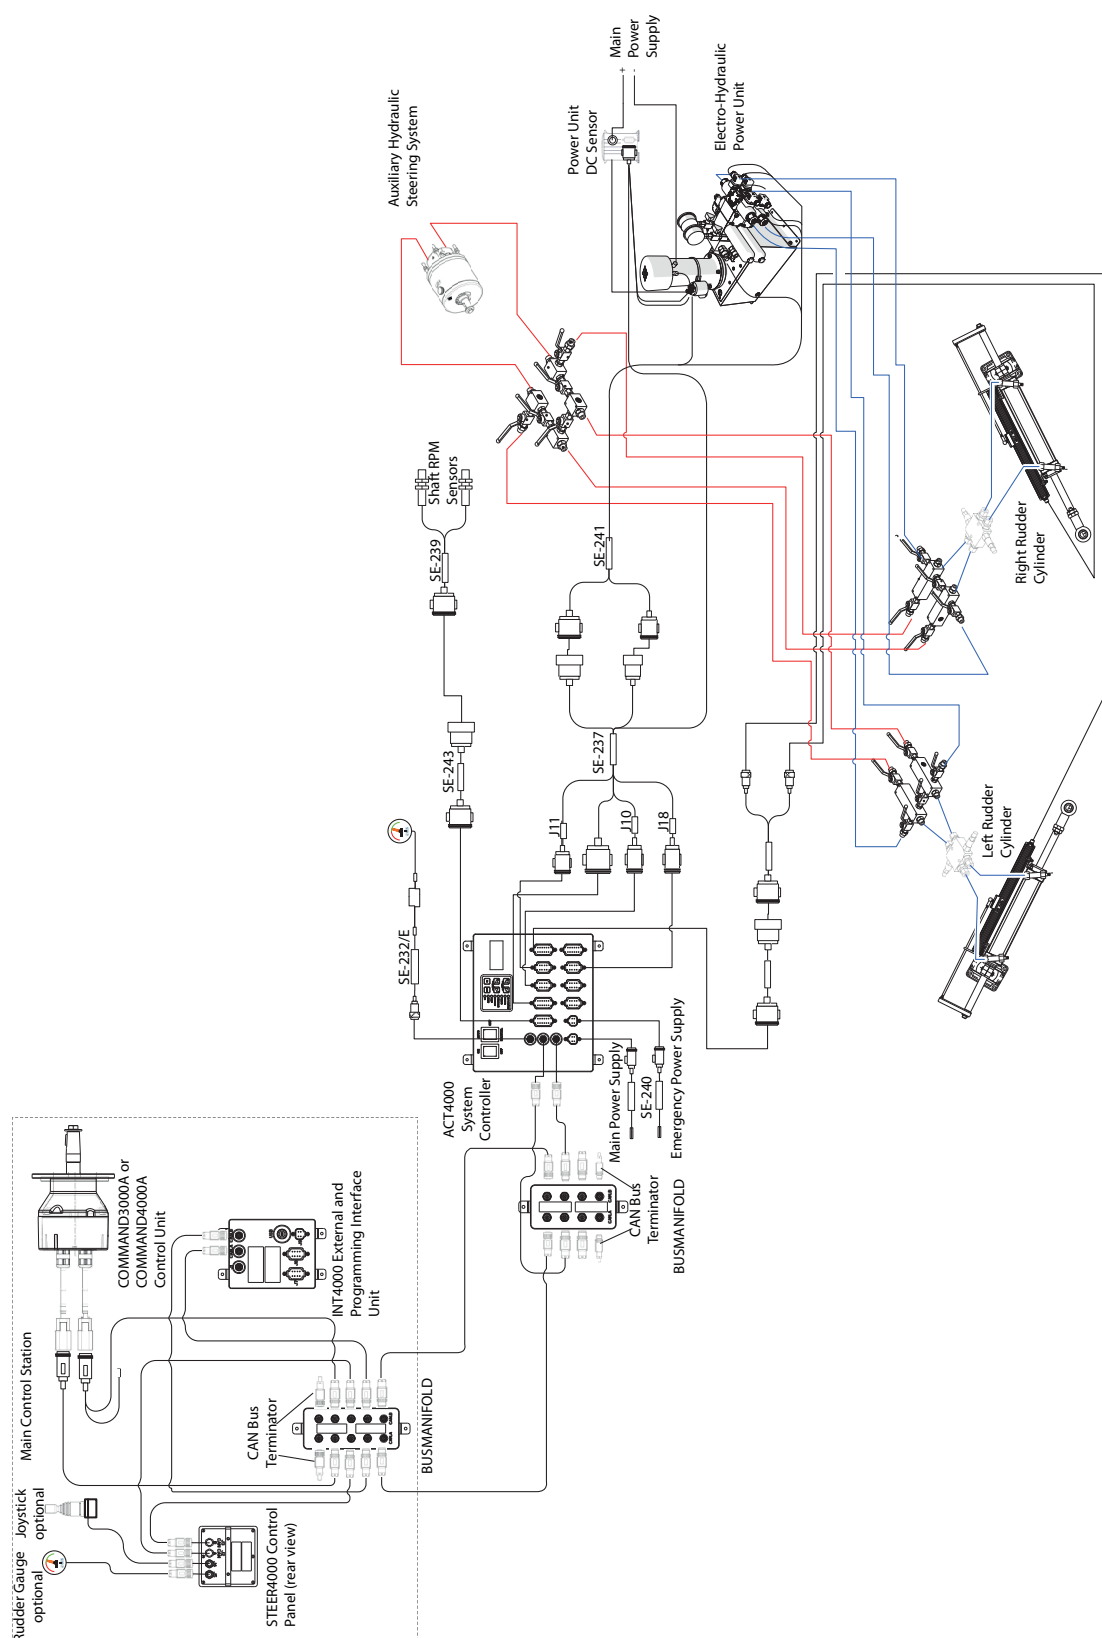 Main
Power
Supply
+
-
Electro-Hydraulic
Power Unit
Power Unit
DC Sensor
Auxiliary Hydraulic
Steering System
Shaft RPM
Sensors
SE-239
SE-241
SE-243
SE-237
J11
J10
J18
SE-232/E
Right Rudder
Cylinder
Left Rudder
Cylinder
ACT4000
System
Controller
Main Power Supply
SE-240
Emergency Power Supply
CAN Bus
Terminator
BUSMANIFOLD
COMMAND3000A or
COMMAND4000A
Control Unit
INT4000 External and
Programming Interface
Unit
Main Control Station
CAN Bus
Terminator
BUSMANIFOLD
Joystick
optional
Rudder Gauge
optional
STEER4000 Control
Panel (rear view)